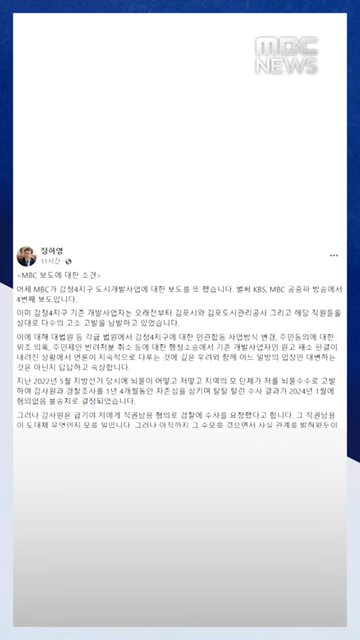 MBC
NEWS
정하영
11시간
<MBC 보도에 대한 소견>
어제 MBC가 감정4지구 도시개발사업에 대한 보도를 또 했습니다. 벌써 KBS, MBC 공중파 방송에서
4번째 보도입니다.
이미 감정4지구 기존 개발사업자는 오래전부터 김포시와 김포도시관리공사 그리고 해당 직원들을
상대로 다수의 고소 고발을 남발하고 있었습니다.
이에 대해 대법원 등 각급 법원에서 감정4지구에 대한 민관합동 사업방식 변경, 주민동의에 대한
위조 의혹, 주민제안 반려처분 취소 등에 대한 행정소송에서 기존 개발사업자인 원고 패소 판결이
내려진 상황에서 언론이 지속적으로 다루는 것에 깊은 우려와 함께 어느 일방의 입장만 대변하는
것은 아닌지 답답하고 속상합니다.
지난 2022년 5월 지방선거 당시에 뇌물이 어떻고 저떻고 지역의 모 단체가 저를 뇌물수수로 고발
하여 감사원과 경찰조사를 1년 4개월동안 자존심을 삼키며 탈탈 털린 수사 결과가 2024년 1월에
혐의없음 불송치로 결정되었습니다.
그러나 감사원은 급기야 저에게 직권남용 혐의로 검찰에 수사를 요청했다고 합니다. 그 직권남용
이 도대체 무엇인지 모를 일입니다. 그러나 아직까지 그 수모를 겪으면서 사실 관계를 밝혀왔듯이